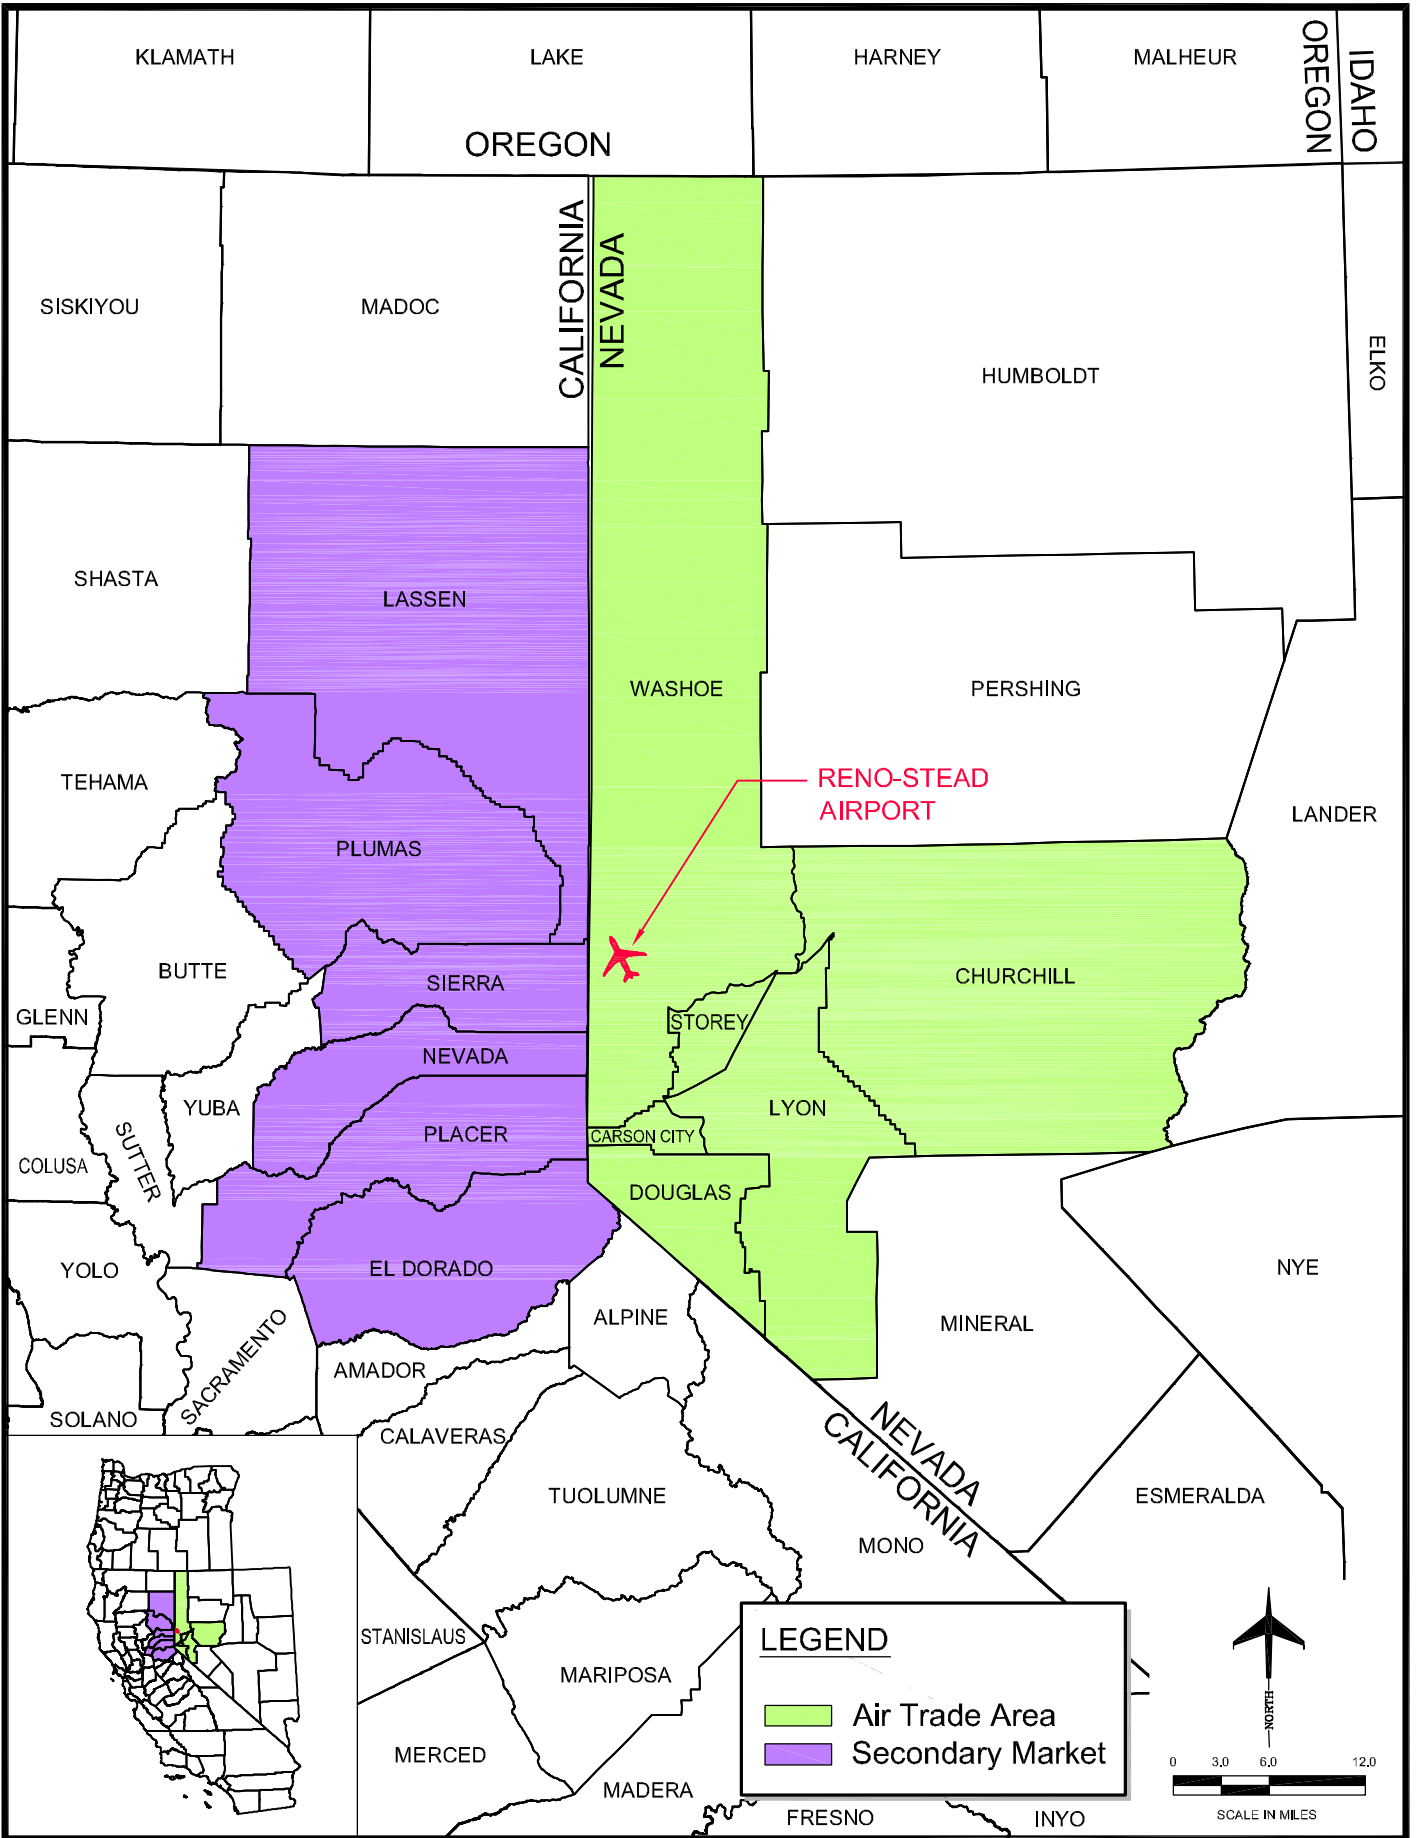 KLAMATH
LAKE
HARNEY
MALHEUR
OREGON
IDAHO
OREGON
CALIFORNIA
NEVADA
SISKIYOU
MADOC
HUMBOLDT
ELKO
SHASTA
LASSEN
WASHOE
PERSHING
TEHAMA
RENO-STEAD
AIRPORT
LANDER
PLUMAS
BUTTE
SIERRA
CHURCHILL
GLENN
STOREY
NEVADA
YUBA
LYON
PLACER
CARSON CITY
COLUSA
SUTTER
DOUGLAS
YOLO
EL DORADO
NYE
ALPINE
MINERAL
SACRAMENTO
AMADOR
SOLANO
CALAVERAS
NEVADA
CALIFORNIA
TUOLUMNE
ESMERALDA
MONO
STANISLAUS
MARIPOSA
MERCED
MADERA
FRESNO
INYO
LEGEND
Air Trade Area
Secondary Market
NORTH
0 3.0 6.0 12.0
SCALE IN MILES